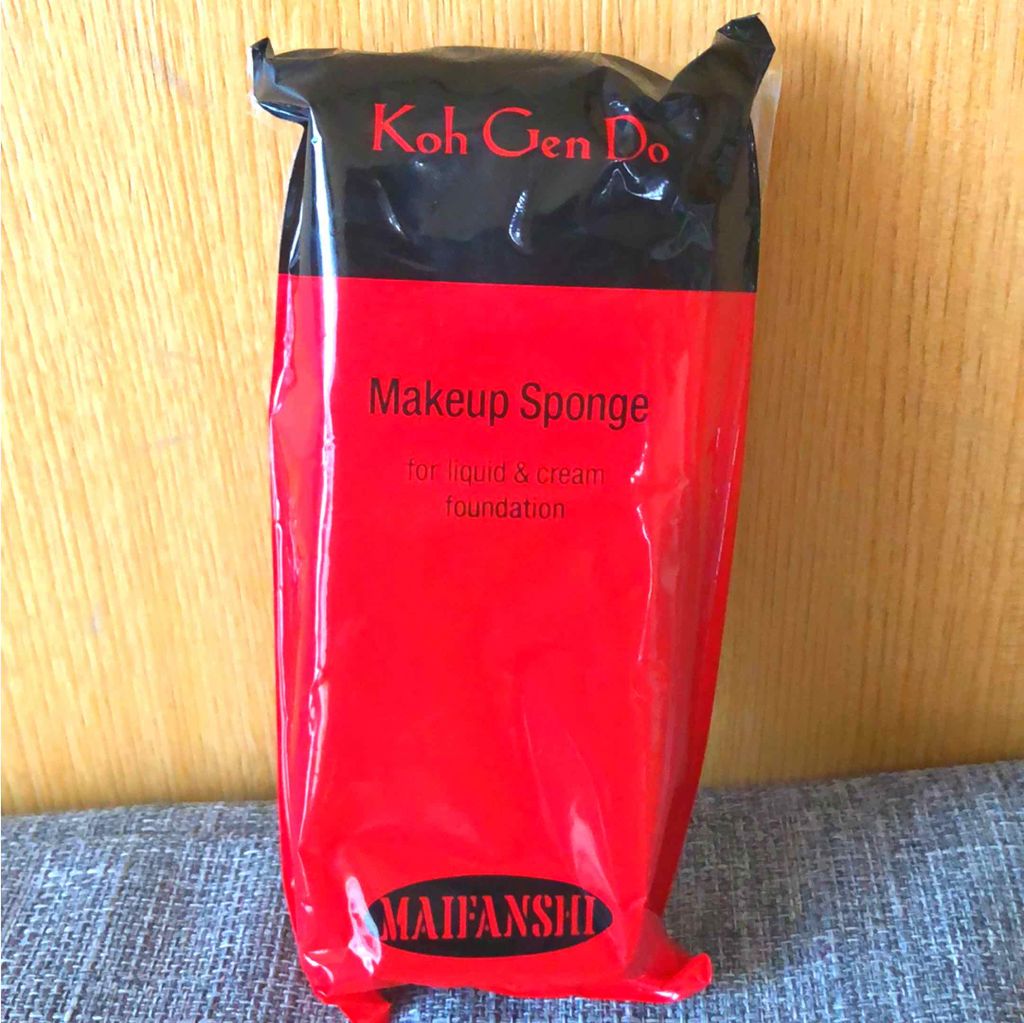 Koh Gen Do
Makeup Sponge
for liquid & cream
foundation
MAIFANSHI